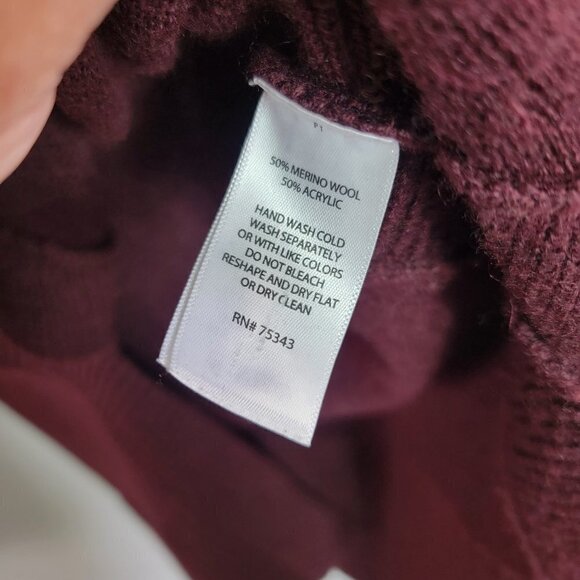 50% MERINO WOOL
50% ACRYLIC
HAND WASH COLD
WASH SEPARATELY
OR WITH LIKE COLORS
DO NOT BLEACH
RESHAPE AND DRY FLAT
OR DRY CLEAN
RN# 75343